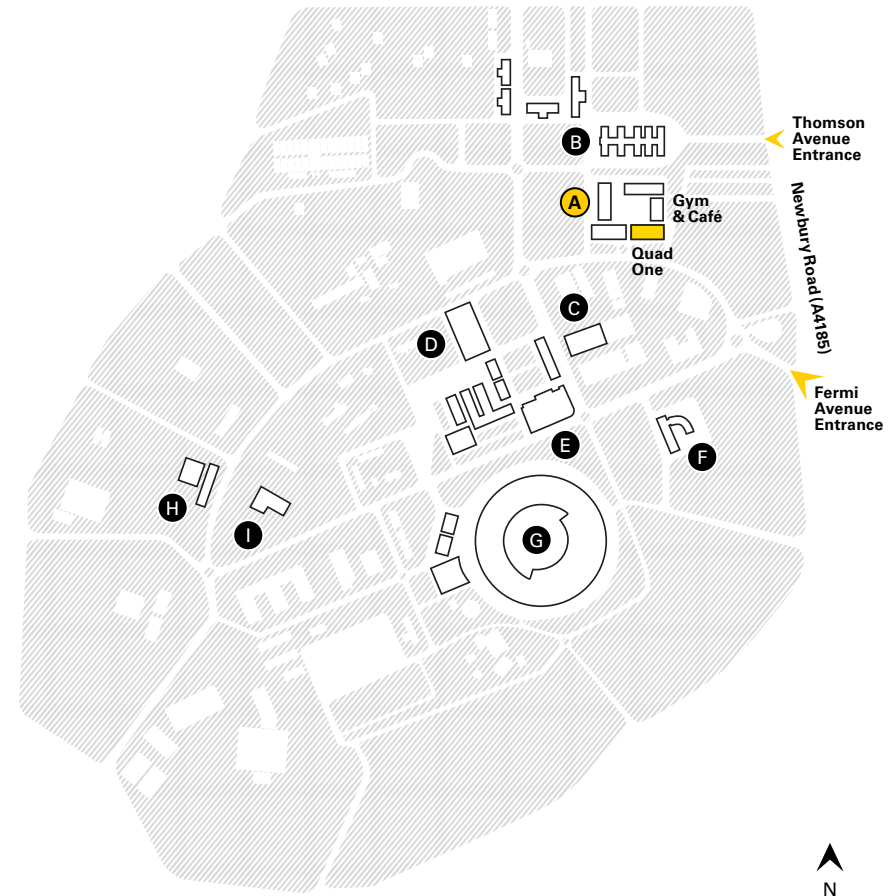 Thomson
Avenue
Entrance
B
A
Gym
& Café
Quad
One
Newbury Road (A4185)
C
D
Fermi
Avenue
Entrance
E
F
H
I
G
N